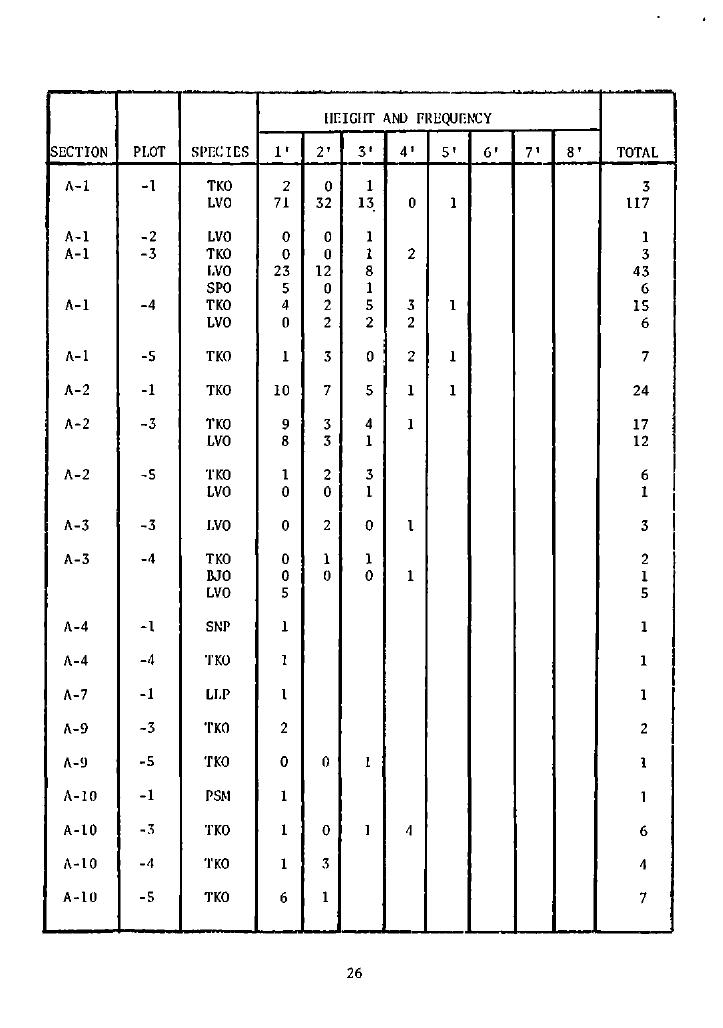 HEIGHT AND FREQUENCY
SECTION PLOT SPECIES 1' 2' 3' 4' 5' 6' 7' 8' TOTAL
A-1 -1 TKO 2 0 1 3
LVO 71 32 13 0 1 117
A-1 -2 LVO 0 0 1 1
A-1 -3 TKO 0 0 1 2 3
LVO 23 12 8 43
SPO 5 0 1 6
A-1 -4 TKO 4 2 5 3 1 15
LVO 0 2 2 2 6
A-1 -5 TKO 1 3 0 2 1 7
A-2 -1 TKO 10 7 5 1 1 24
A-2 -3 TKO 9 3 4 1 17
LVO 8 3 1 12
A-2 -5 TKO 1 2 3 6
LVO 0 0 1 1
A-3 -3 LVO 0 2 0 1 3
A-3 -4 TKO 0 1 1 2
BJO 0 0 0 1 1
LVO 5 5
A-4 -1 SNP 1 1
A-4 -4 TKO 1 1
A-7 -1 LLP 1 1
A-9 -3 TKO 2 2
A-9 -5 TKO 0 0 1 1
A-10 -1 PSM 1 1
A-10 -3 TKO 1 0 1 4 6
A-10 -4 TKO 1 3 4
A-10 -5 TKO 6 1 7
26